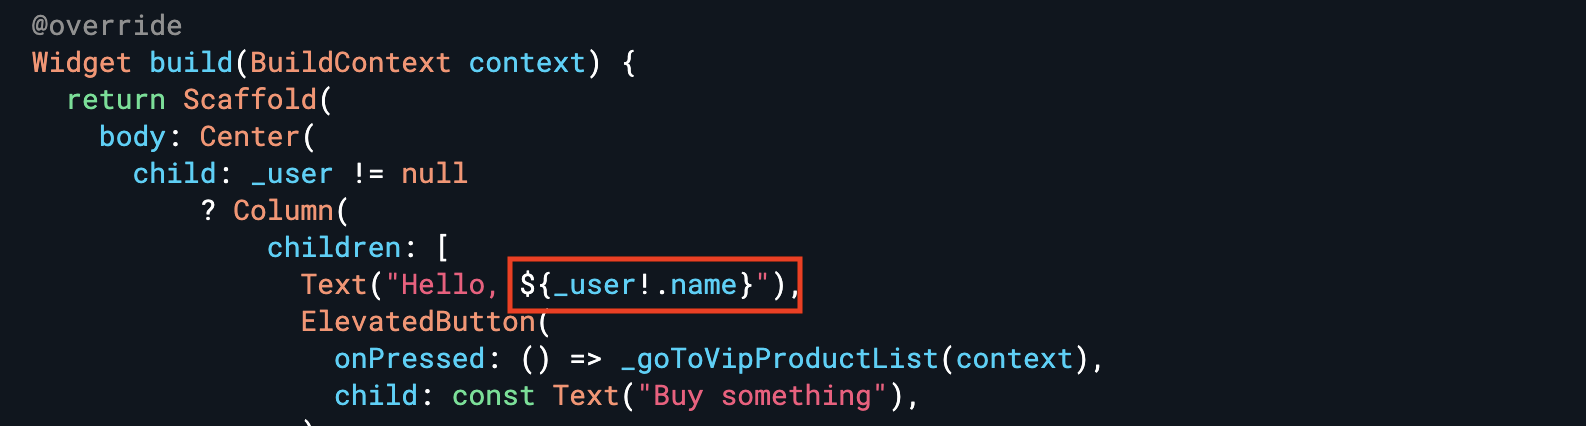 @override
Widget build(BuildContext context) {
  return Scaffold(
    body: Center(
      child: _user != null
          ? Column(
              children: [
                Text("Hello, ${_user!.name}"),
                ElevatedButton(
                  onPressed: () => _goToVipProductList(context),
                  child: const Text("Buy something"),